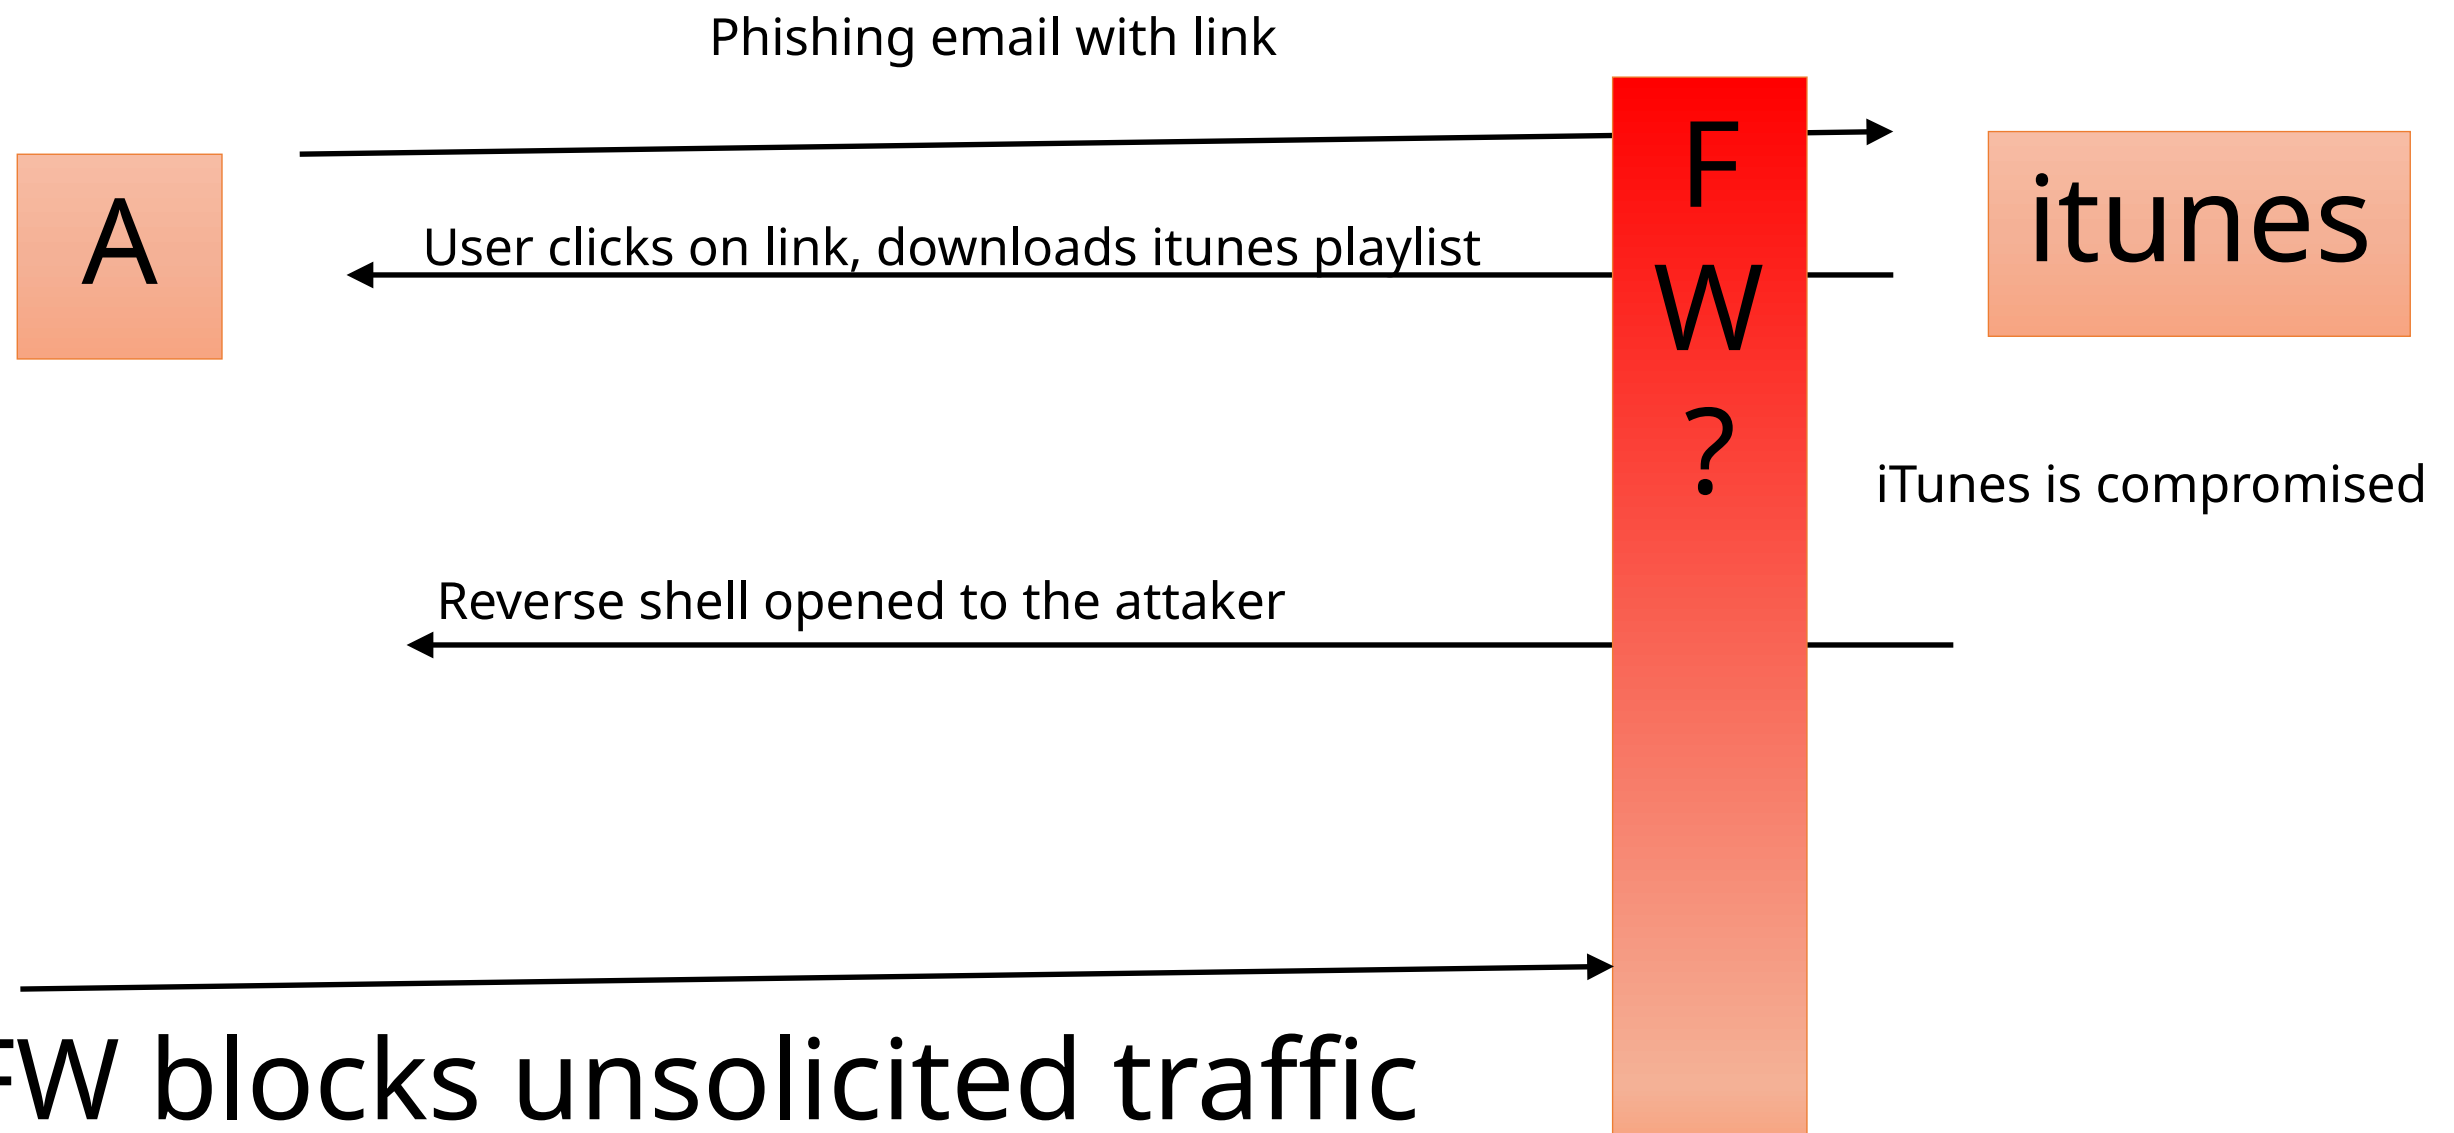 Phishing email with link
F
W
?
A
itunes
User clicks on link, downloads itunes playlist
iTunes is compromised
Reverse shell opened to the attaker
FW blocks unsolicited traffic